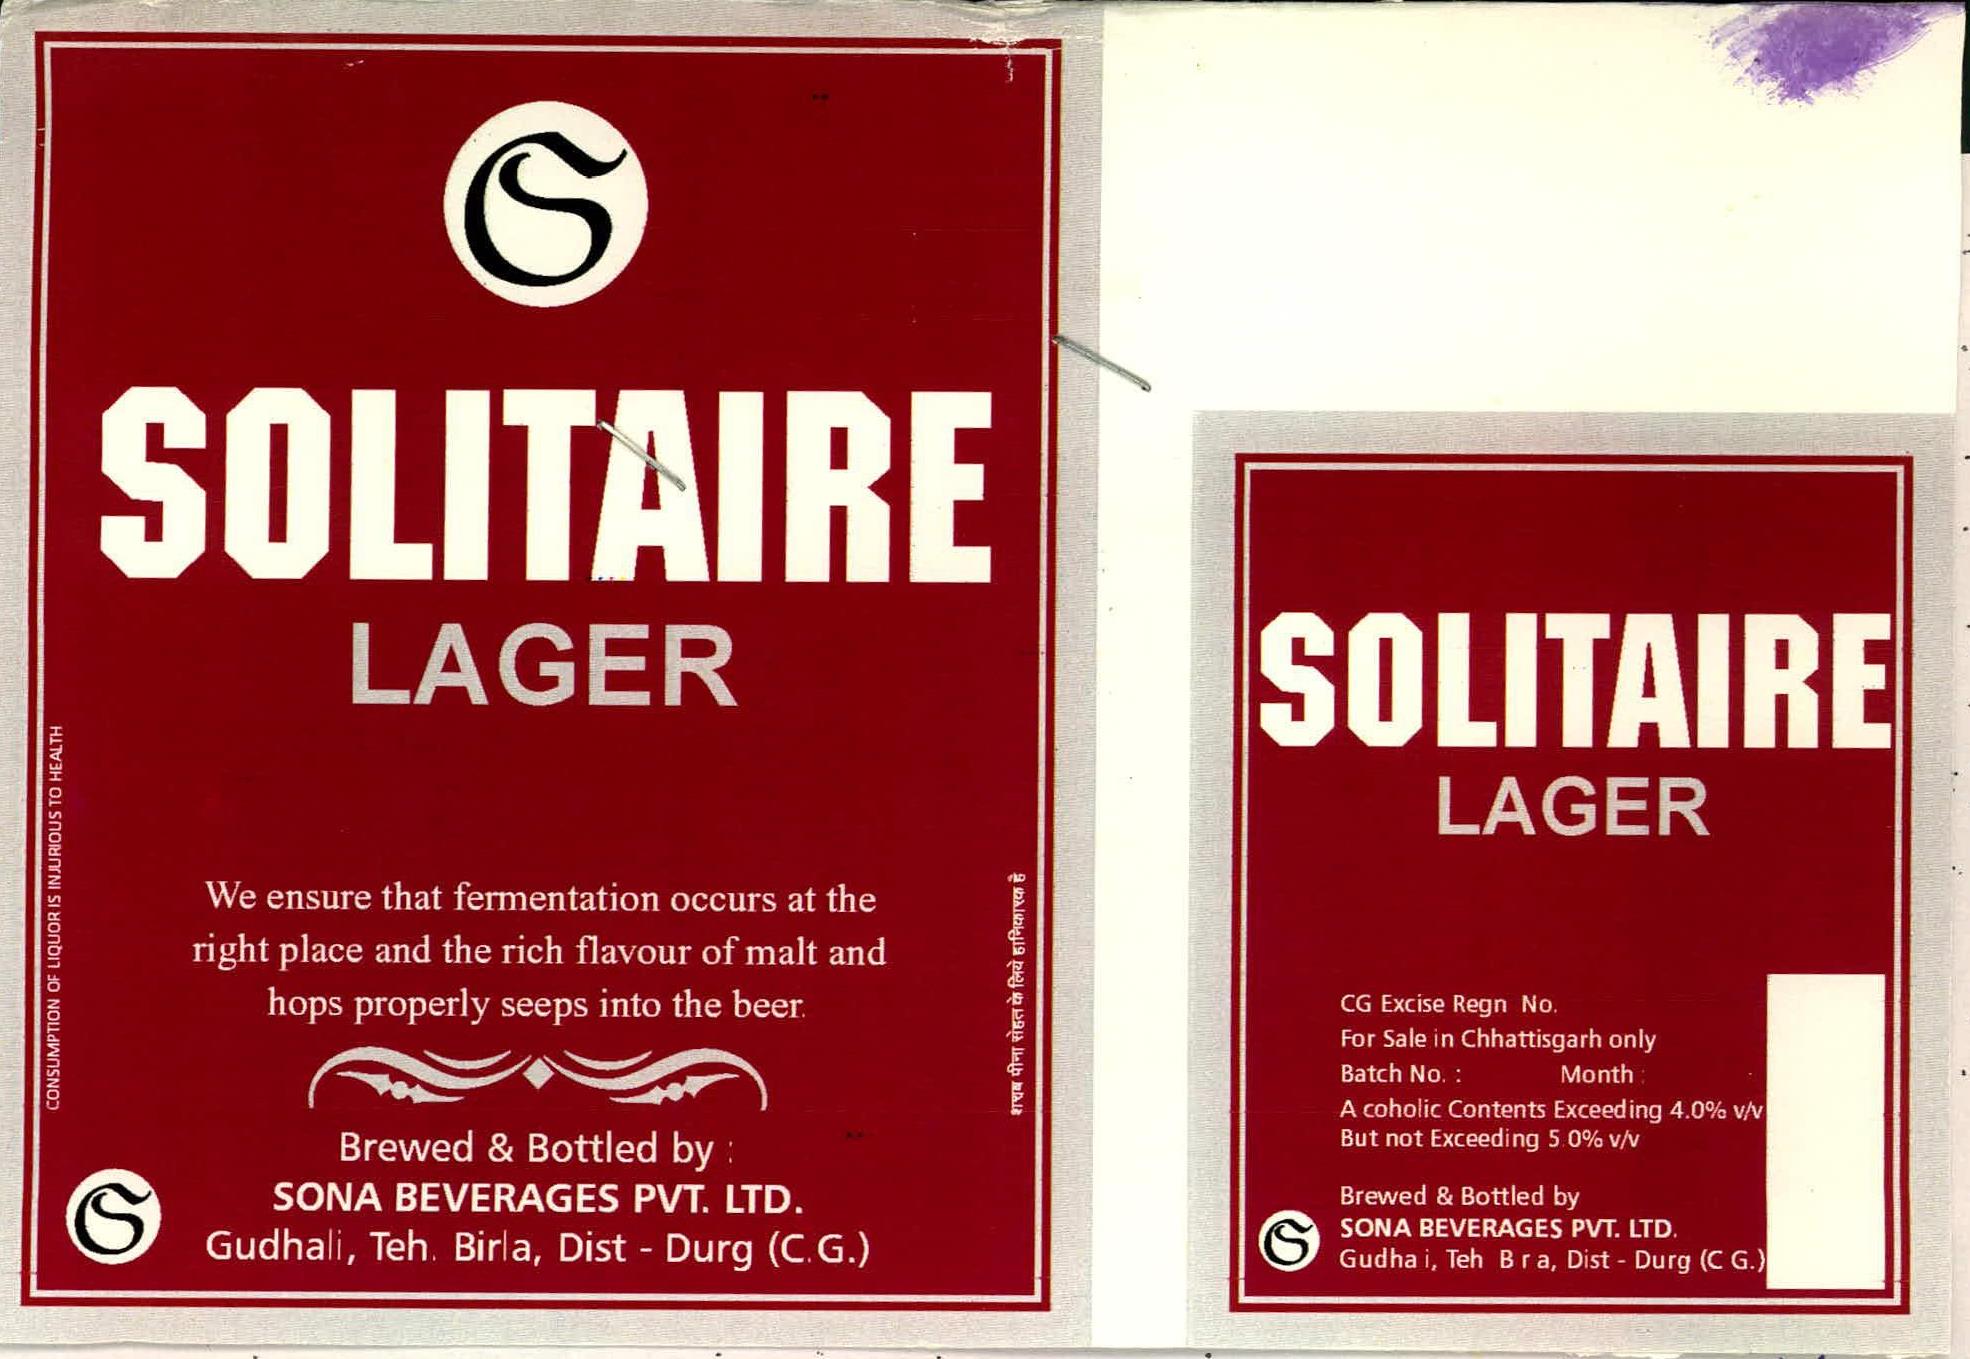 S
SOLITAIRE
LAGER
CONSUMPTION OF LIQUOR IS INJURIOUS TO HEALTH
We ensure that fermentation occurs at the
right place and the rich flavour of malt and
hops properly seeps into the beer.
शराब पीना सेहत के लिये हानिकारक है
Brewed & Bottled by :
SONA BEVERAGES PVT. LTD.
Gudhali, Teh. Birla, Dist - Durg (C.G.)
S
SOLITAIRE
LAGER
CG Excise Regn No.
For Sale in Chhattisgarh only
Batch No. : Month :
A coholic Contents Exceeding 4.0% v/v
But not Exceeding 5.0% v/v
Brewed & Bottled by
SONA BEVERAGES PVT. LTD.
Gudha i, Teh B r a, Dist - Durg (C G.)
S